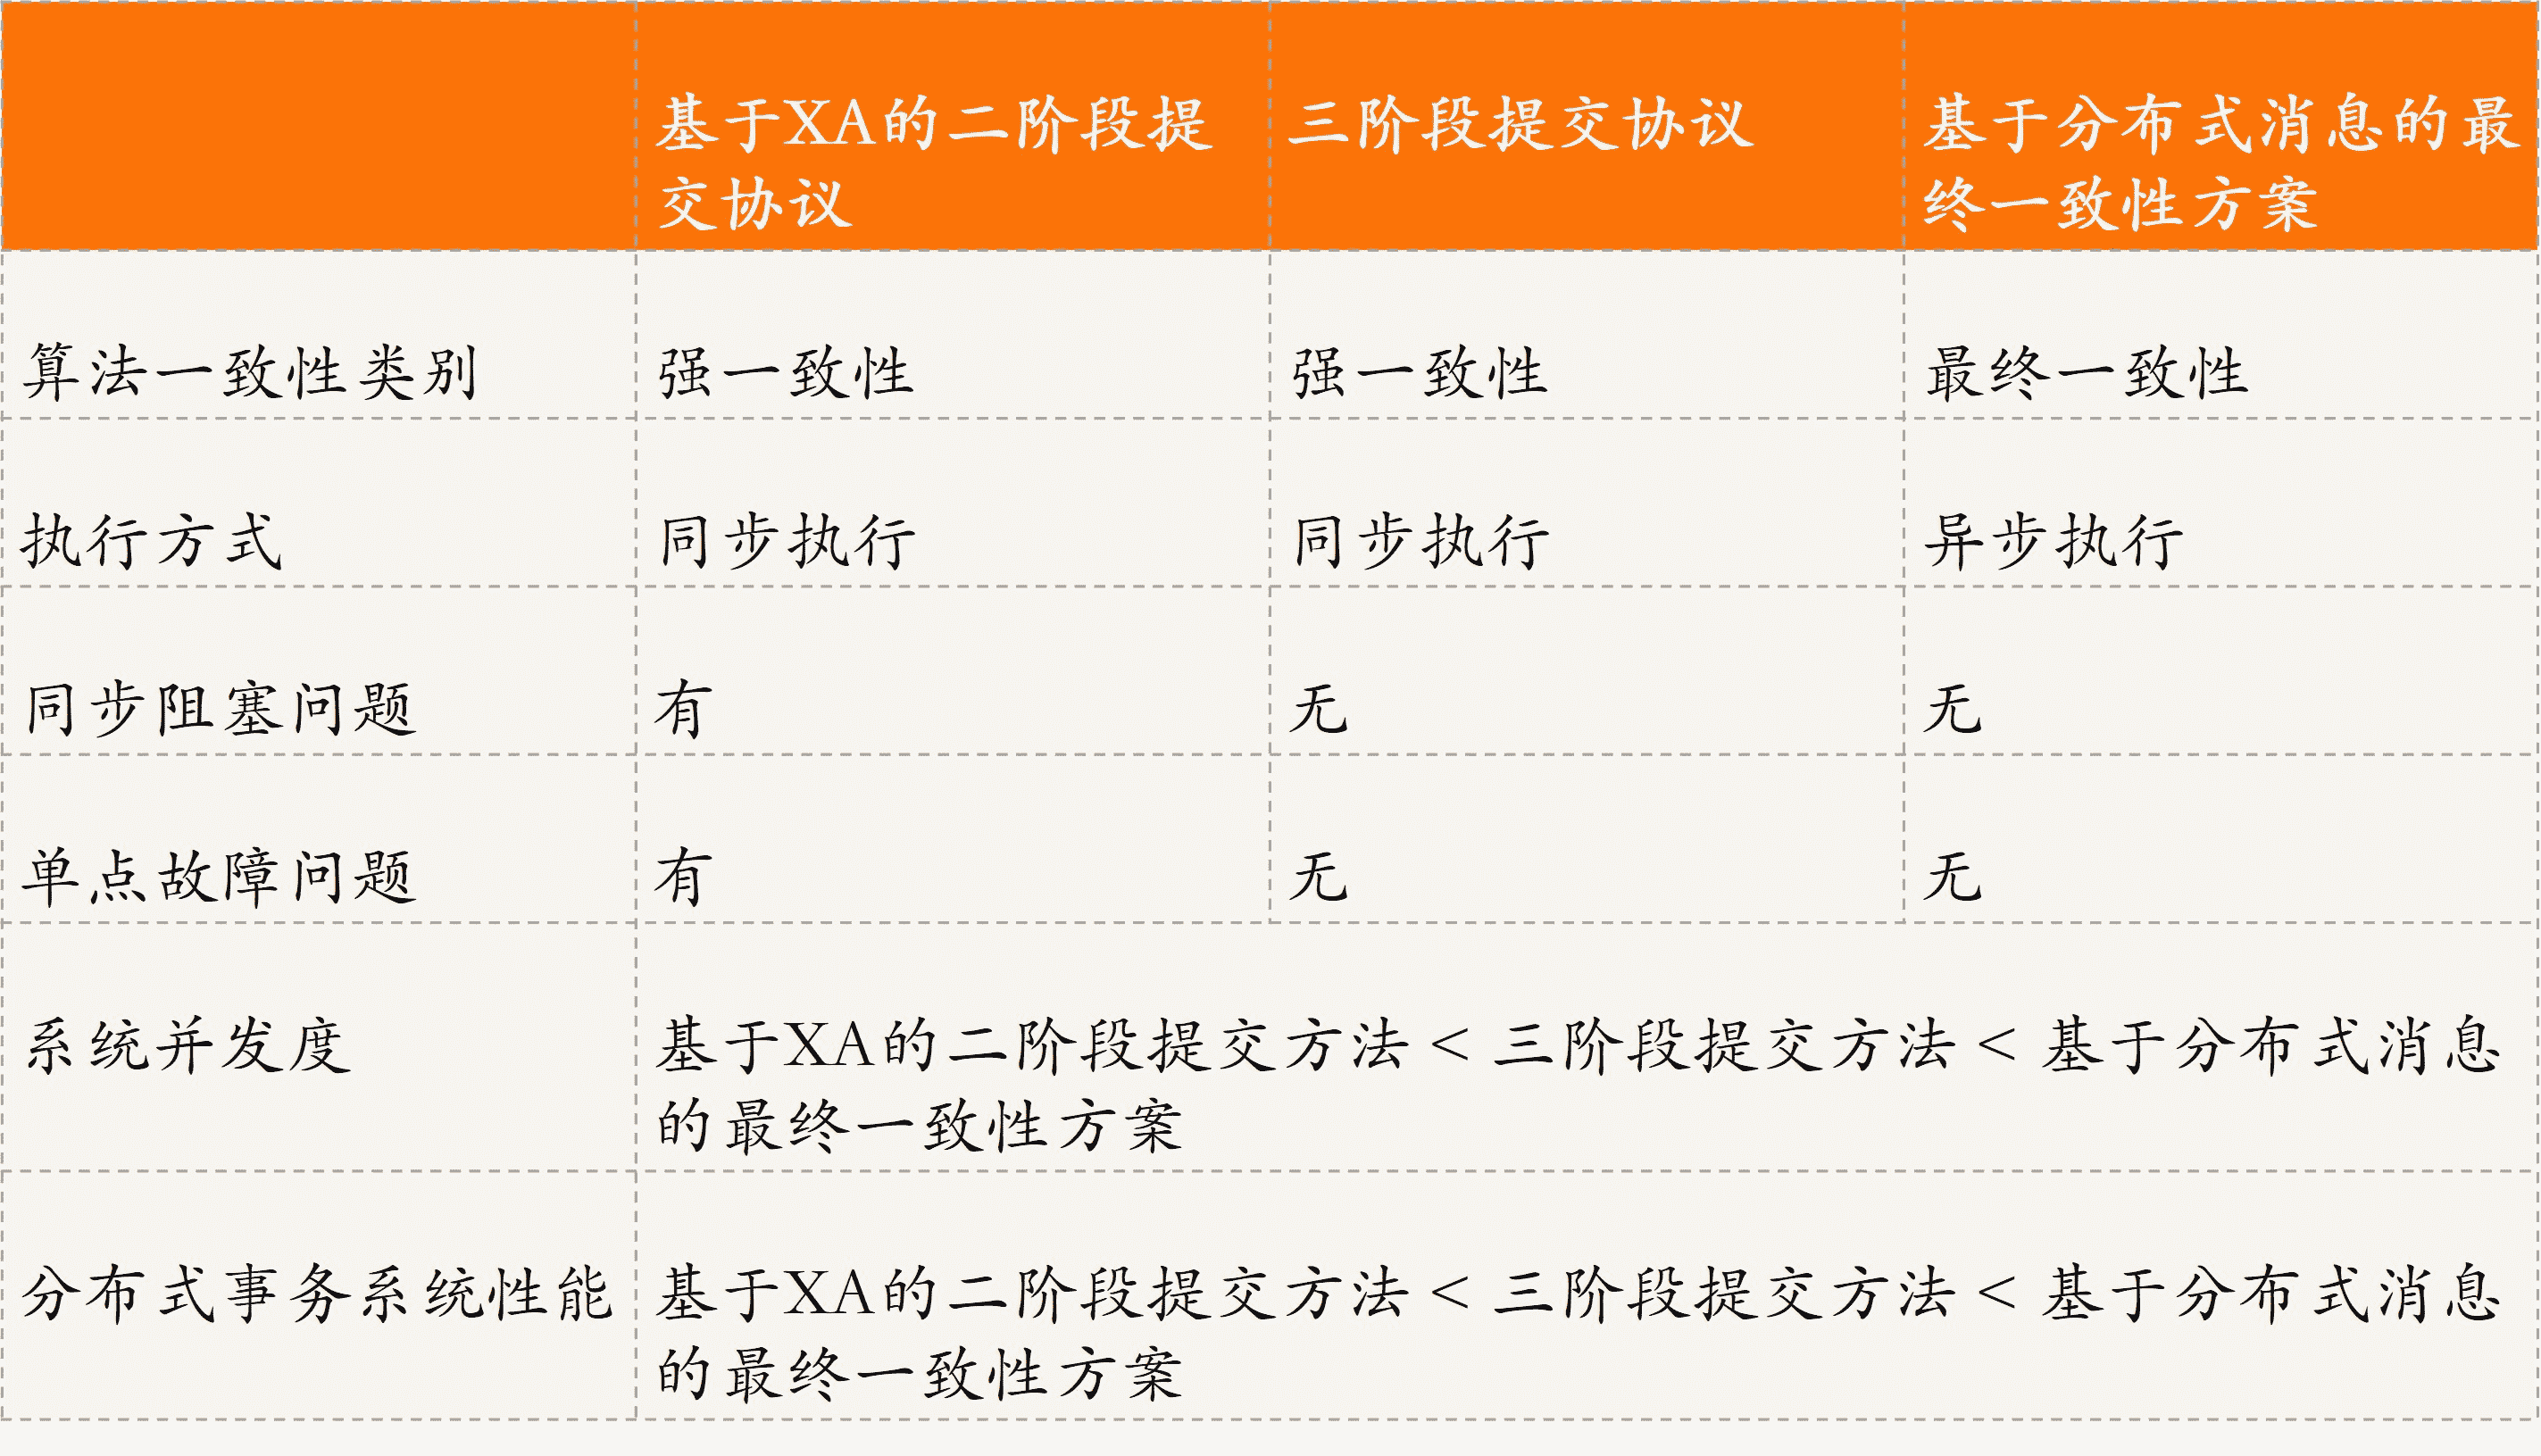 基于XA的二阶段提
交协议
三阶段提交协议
基于分布式消息的最
终一致性方案
算法一致性类别
强一致性
强一致性
最终一致性
执行方式
同步执行
同步执行
异步执行
同步阻塞问题
有
无
无
单点故障问题
有
无
无
系统并发度
基于XA的二阶段提交方法 < 三阶段提交方法 < 基于分布式消息
的最终一致性方案
分布式事务系统性能
基于XA的二阶段提交方法 < 三阶段提交方法 < 基于分布式消息
的最终一致性方案